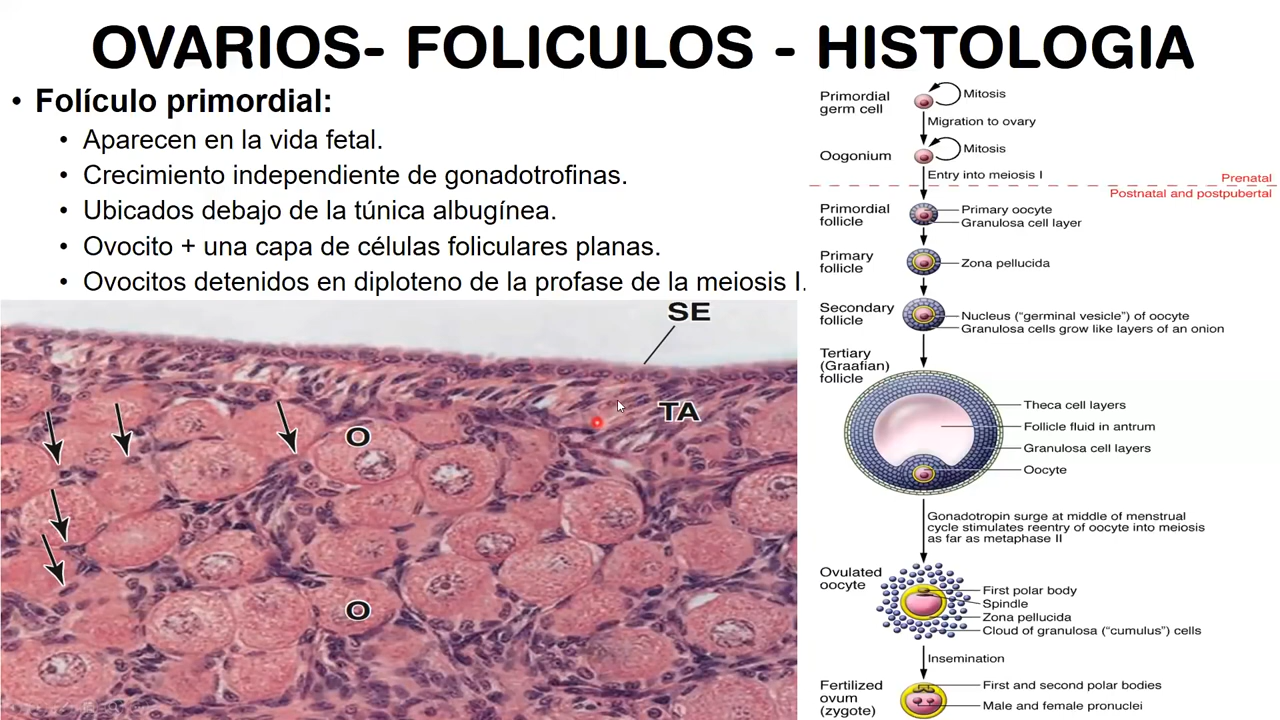 OVARIOS- FOLICULOS - HISTOLOGIA
• Folículo primordial:
• Aparecen en la vida fetal.
• Crecimiento independiente de gonadotrofinas.
• Ubicados debajo de la túnica albugínea.
• Ovocito + una capa de células foliculares planas.
• Ovocitos detenidos en diploteno de la profase de la meiosis I.
SE
TA
O
O
Primordial
germ cell
Mitosis
Migration to ovary
Oogonium
Mitosis
Entry into meiosis I
Prenatal
Postnatal and postpubertal
Primordial
follicle
Primary oocyte
Granulosa cell layer
Primary
follicle
Zona pellucida
Secondary
follicle
Nucleus (“germinal vesicle”) of oocyte
Granulosa cells grow like layers of an onion
Tertiary
(Graafian)
follicle
Theca cell layers
Follicle fluid in antrum
Granulosa cell layers
Oocyte
Gonadotropin surge at middle of menstrual
cycle stimulates reentry of oocyte into meiosis
as far as metaphase II
Ovulated
oocyte
First polar body
Spindle
Zona pellucida
Cloud of granulosa (“cumulus”) cells
Insemination
Fertilized
ovum
(zygote)
First and second polar bodies
Male and female pronuclei